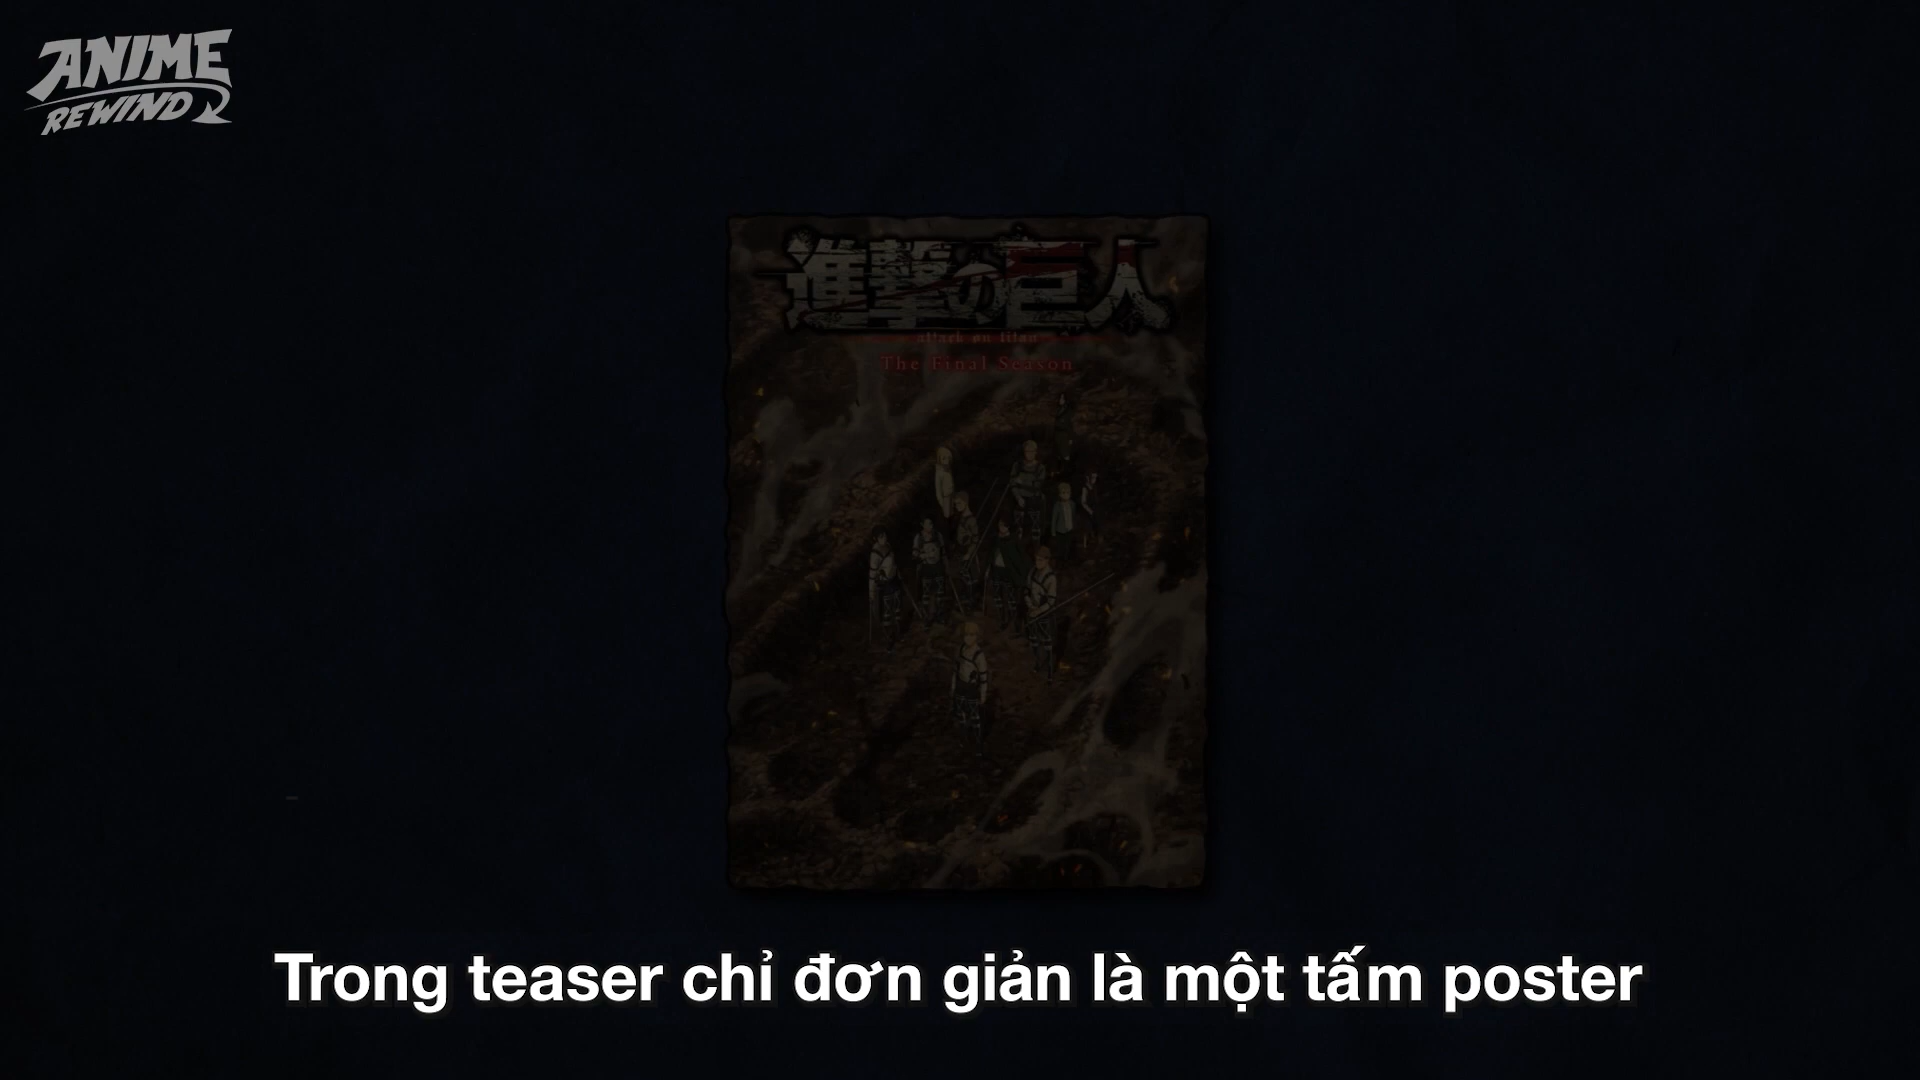 ANIME
REWIND
進撃の巨人
attack on titan
The Final Season
Trong teaser chỉ đơn giản là một tấm poster